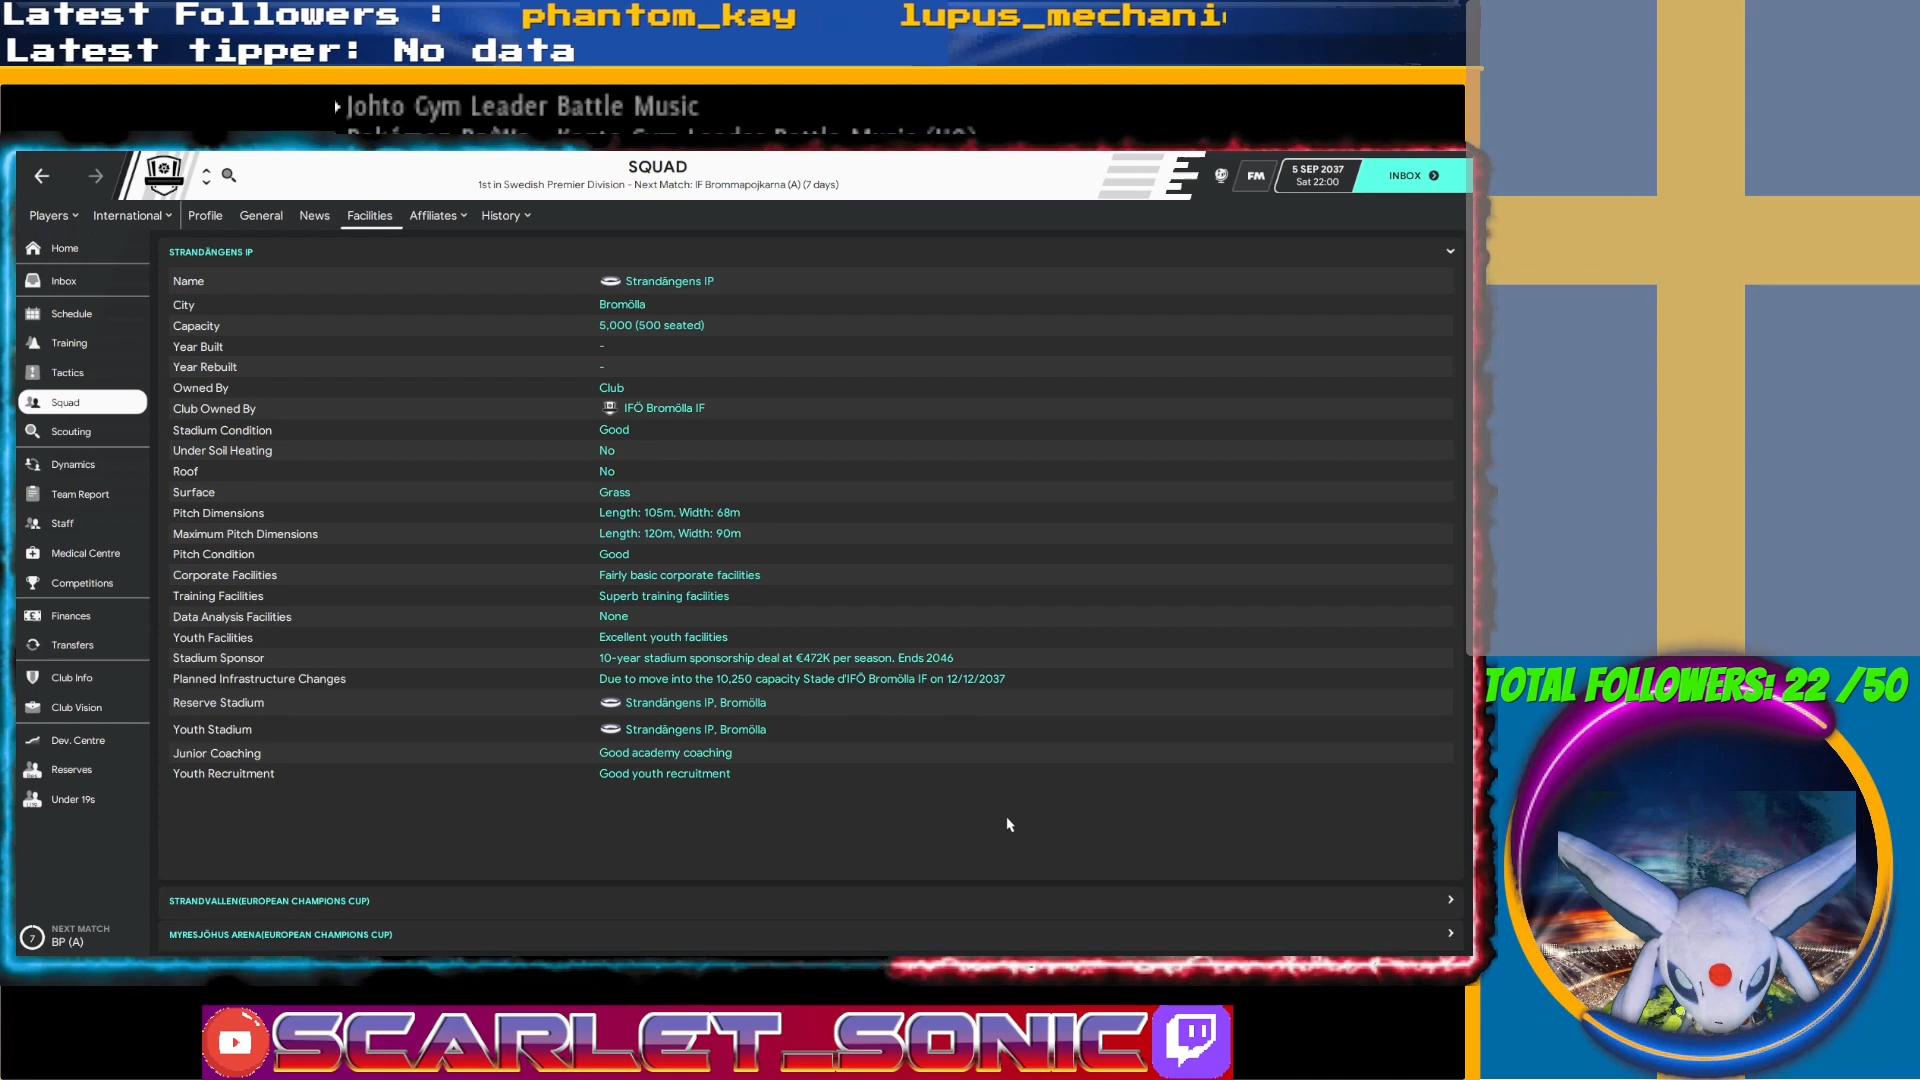 Latest Followers : phantom_kay lupus_mechani
Latest tipper: No data
Johto Gym Leader Battle Music
SQUAD
1st in Swedish Premier Division - Next Match: IF Brommapojkarna (A) (7 days)
FM
5 SEP 2037
Sat 22:00
INBOX
Players International Profile General News Facilities Affiliates History
Home
Inbox
Schedule
Training
Tactics
Squad
Scouting
Dynamics
Team Report
Staff
Medical Centre
Competitions
Finances
Transfers
Club Info
Club Vision
Dev. Centre
Reserves
Under 19s
7 NEXT MATCH
BP (A)
STRANDÄNGENS IP
Name Strandängens IP
City Bromölla
Capacity 5,000 (500 seated)
Year Built -
Year Rebuilt -
Owned By Club
Club Owned By IFÖ Bromölla IF
Stadium Condition Good
Under Soil Heating No
Roof No
Surface Grass
Pitch Dimensions Length: 105m, Width: 68m
Maximum Pitch Dimensions Length: 120m, Width: 90m
Pitch Condition Good
Corporate Facilities Fairly basic corporate facilities
Training Facilities Superb training facilities
Data Analysis Facilities None
Youth Facilities Excellent youth facilities
Stadium Sponsor 10-year stadium sponsorship deal at €472K per season. Ends 2046
Planned Infrastructure Changes Due to move into the 10,250 capacity Stade d'IFÖ Bromölla IF on 12/12/2037
Reserve Stadium Strandängens IP, Bromölla
Youth Stadium Strandängens IP, Bromölla
Junior Coaching Good academy coaching
Youth Recruitment Good youth recruitment
STRANDVALLEN(EUROPEAN CHAMPIONS CUP)
MYRESJÖHUS ARENA(EUROPEAN CHAMPIONS CUP)
TOTAL FOLLOWERS: 22 /50
SCARLET_SONIC